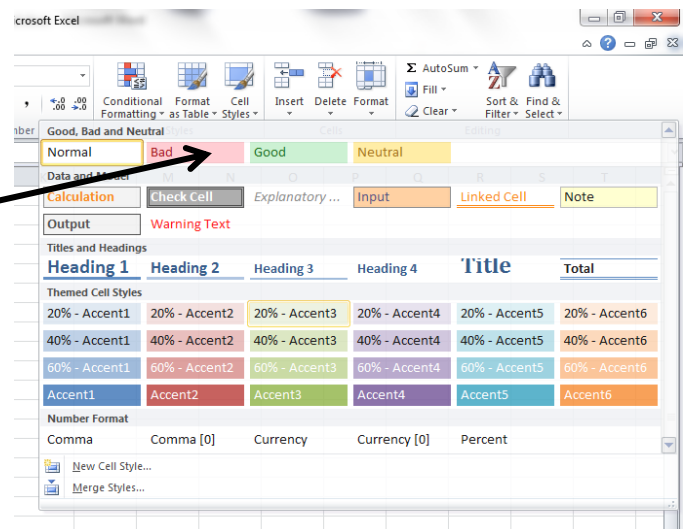 icrosoft Excel
AutoSum
Fill
Clear
Conditional Formatting
Format as Table
Cell Styles
Insert
Delete
Format
Sort & Filter
Find & Select
nber
Styles
Cells
Editing
Good, Bad and Neutral
Normal Bad Good Neutral
Data and Model
M N O P Q R S T
Calculation Check Cell Explanatory ... Input Linked Cell Note
Output Warning Text
Titles and Headings
Heading 1 Heading 2 Heading 3 Heading 4 Title Total
Themed Cell Styles
20% - Accent1 20% - Accent2 20% - Accent3 20% - Accent4 20% - Accent5 20% - Accent6
40% - Accent1 40% - Accent2 40% - Accent3 40% - Accent4 40% - Accent5 40% - Accent6
60% - Accent1 60% - Accent2 60% - Accent3 60% - Accent4 60% - Accent5 60% - Accent6
Accent1 Accent2 Accent3 Accent4 Accent5 Accent6
Number Format
Comma Comma [0] Currency Currency [0] Percent
New Cell Style...
Merge Styles...